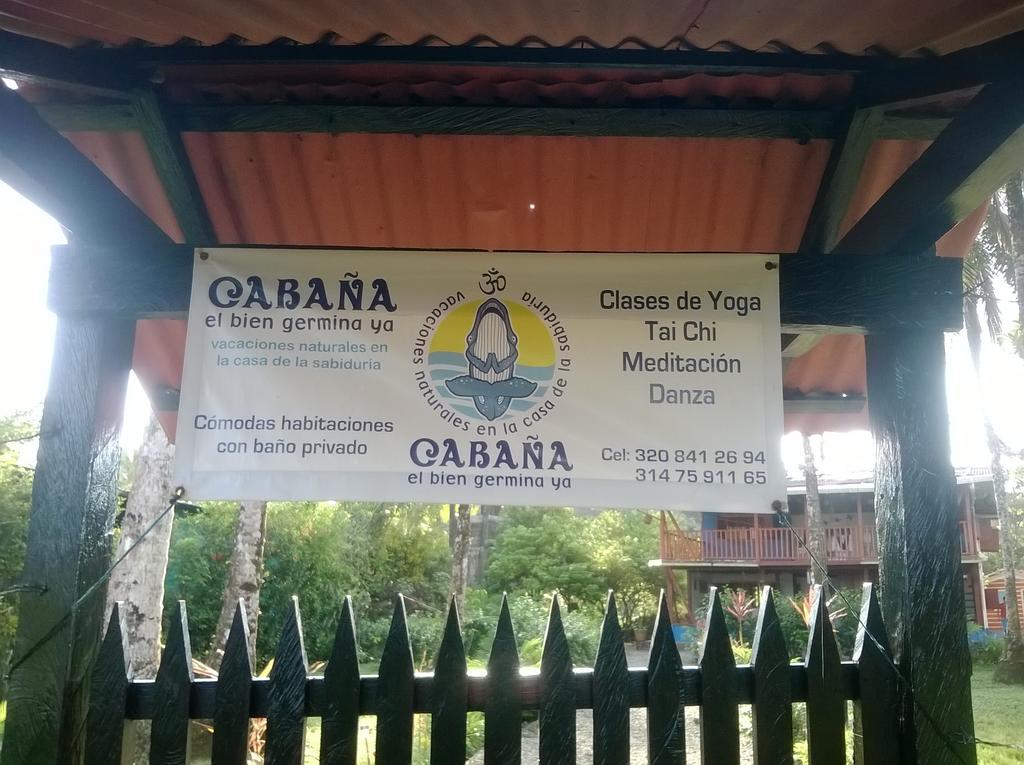 CABAÑA
el bien germina ya
vacaciones naturales en
la casa de la sabiduria
Cómodas habitaciones
con baño privado
ॐ
vacaciones naturales en la casa de la sabiduria
CABAÑA
el bien germina ya
Clases de Yoga
Tai Chi
Meditación
Danza
Cel: 320 841 26 94
314 75 911 65